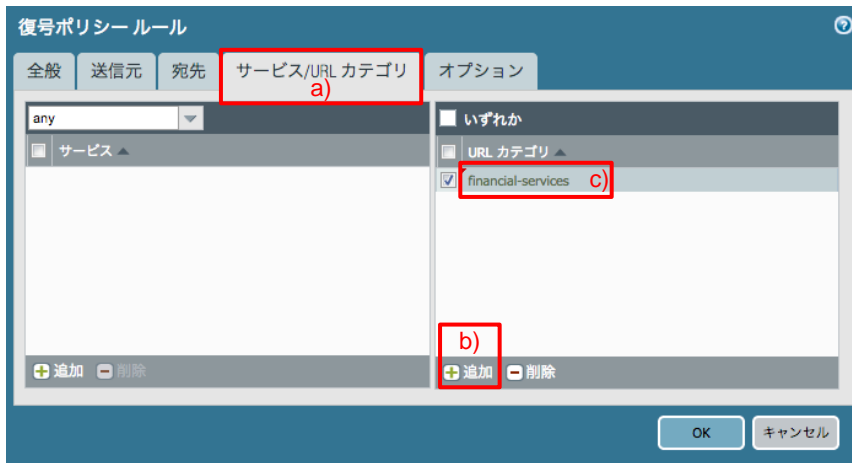 復号ポリシー ルール
全般 送信元 宛先 サービス/URL カテゴリ オプション
a)
any
いずれか
サービス
URL カテゴリ
financial-services c)
b)
追加 削除
追加 削除
OK キャンセル